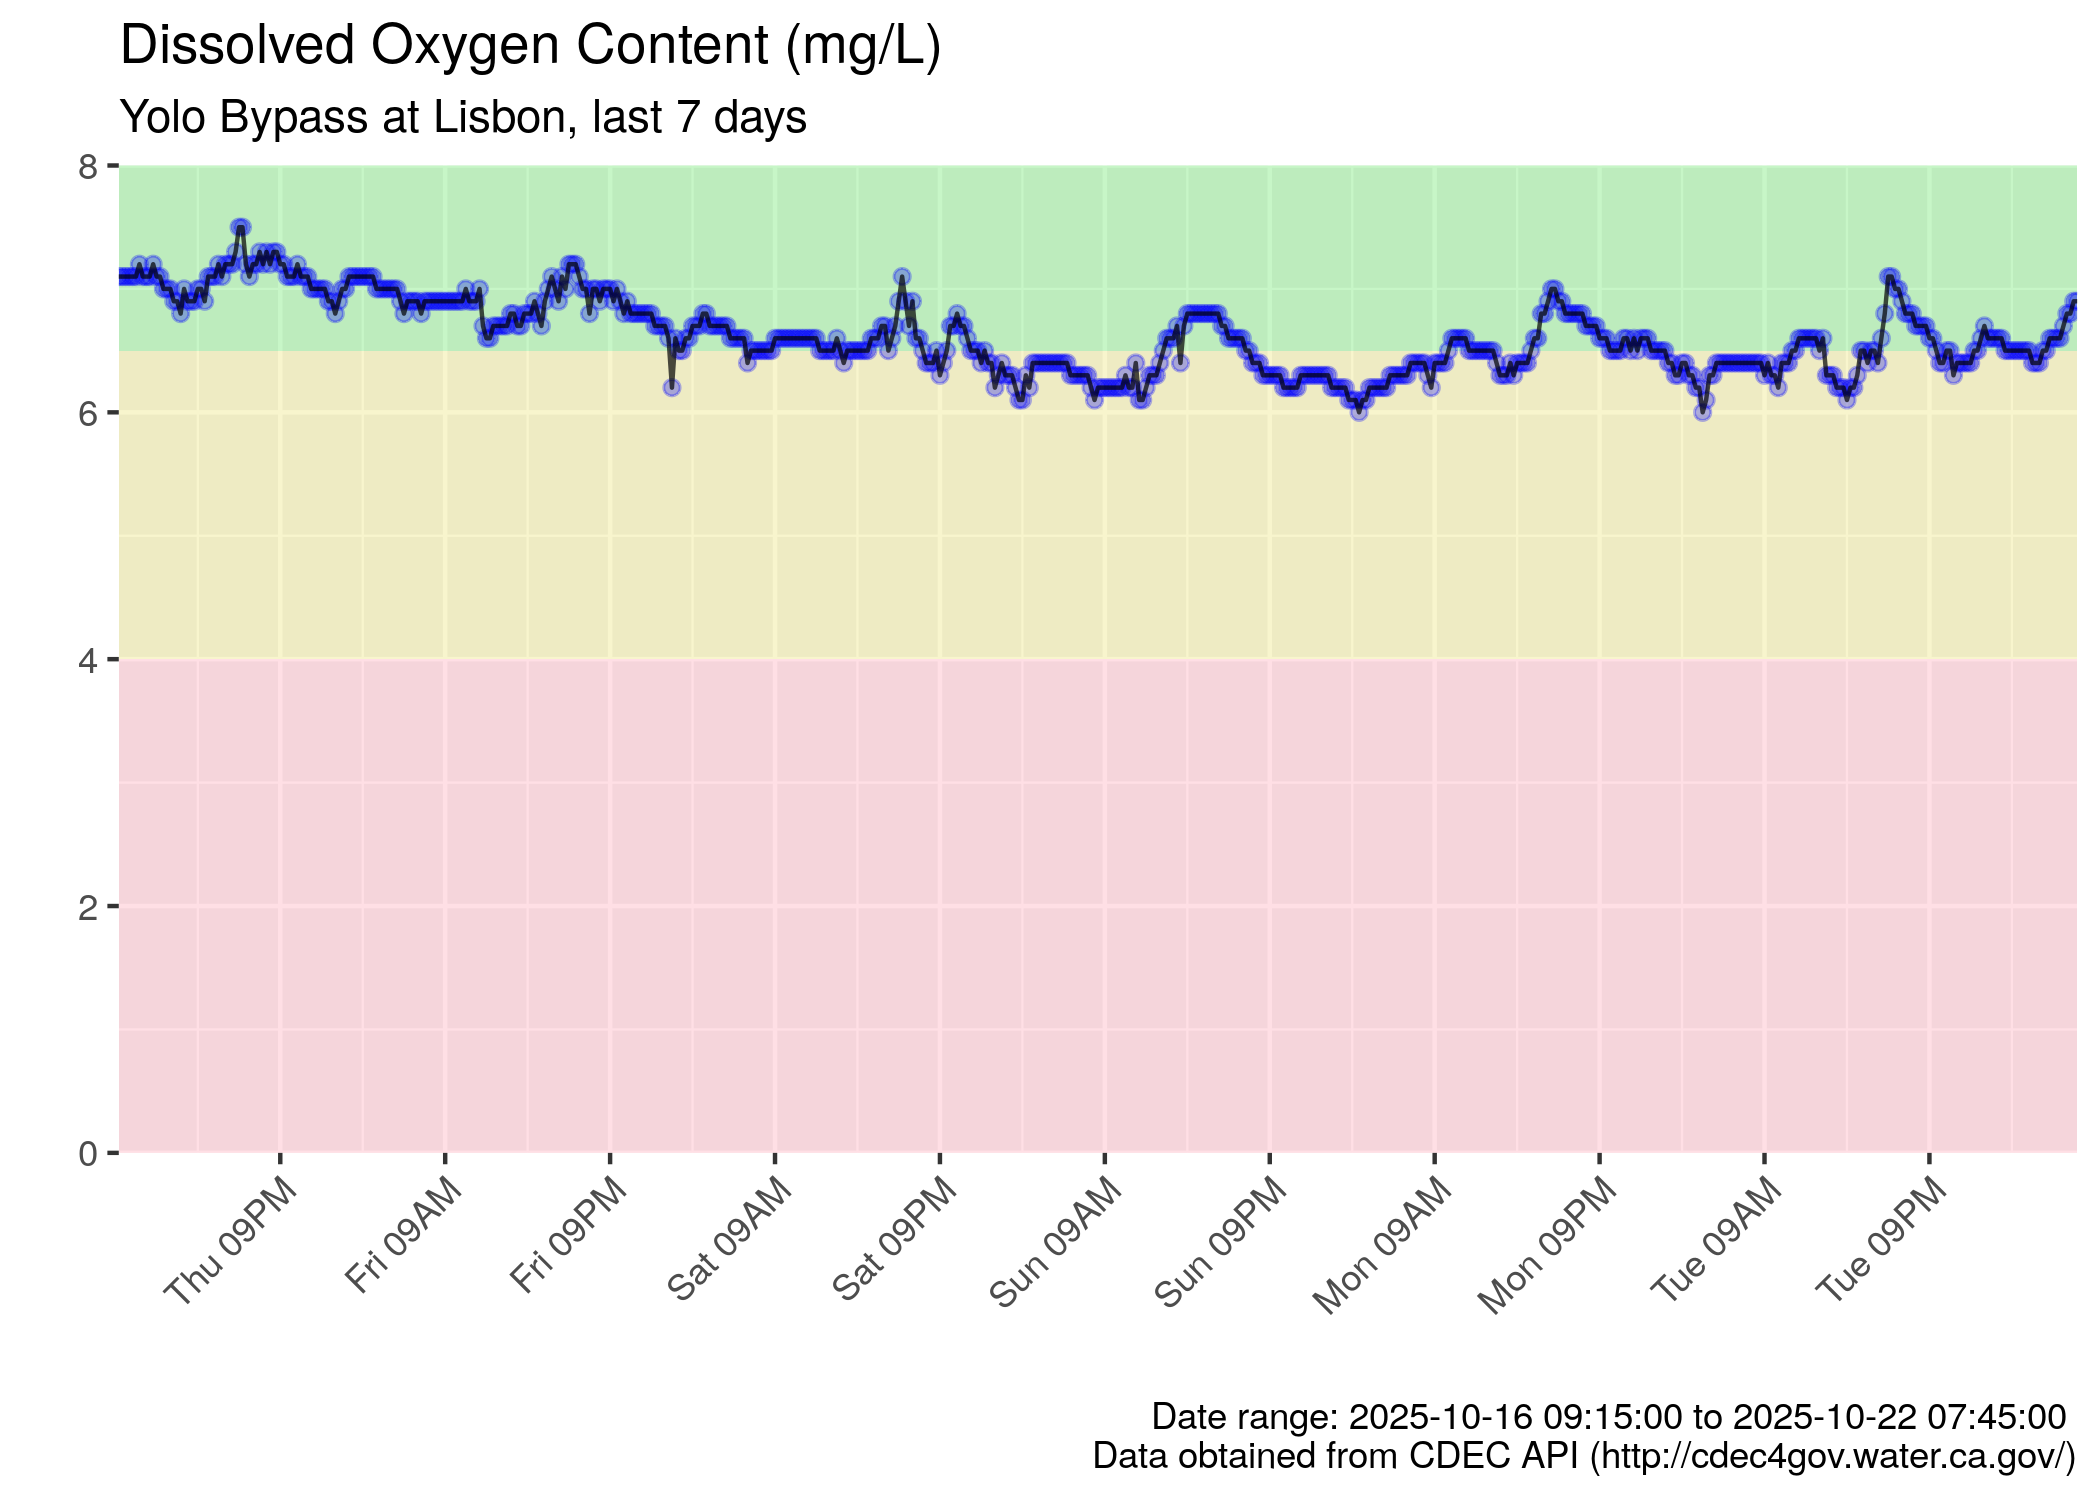 Dissolved Oxygen Content (mg/L)
Yolo Bypass at Lisbon, last 7 days
8
6
4
2
0
Thu 09PM
Fri 09AM
Fri 09PM
Sat 09AM
Sat 09PM
Sun 09AM
Sun 09PM
Mon 09AM
Mon 09PM
Tue 09AM
Tue 09PM
Date range: 2025-10-16 09:15:00 to 2025-10-22 07:45:00
Data obtained from CDEC API (http://cdec4gov.water.ca.gov/)